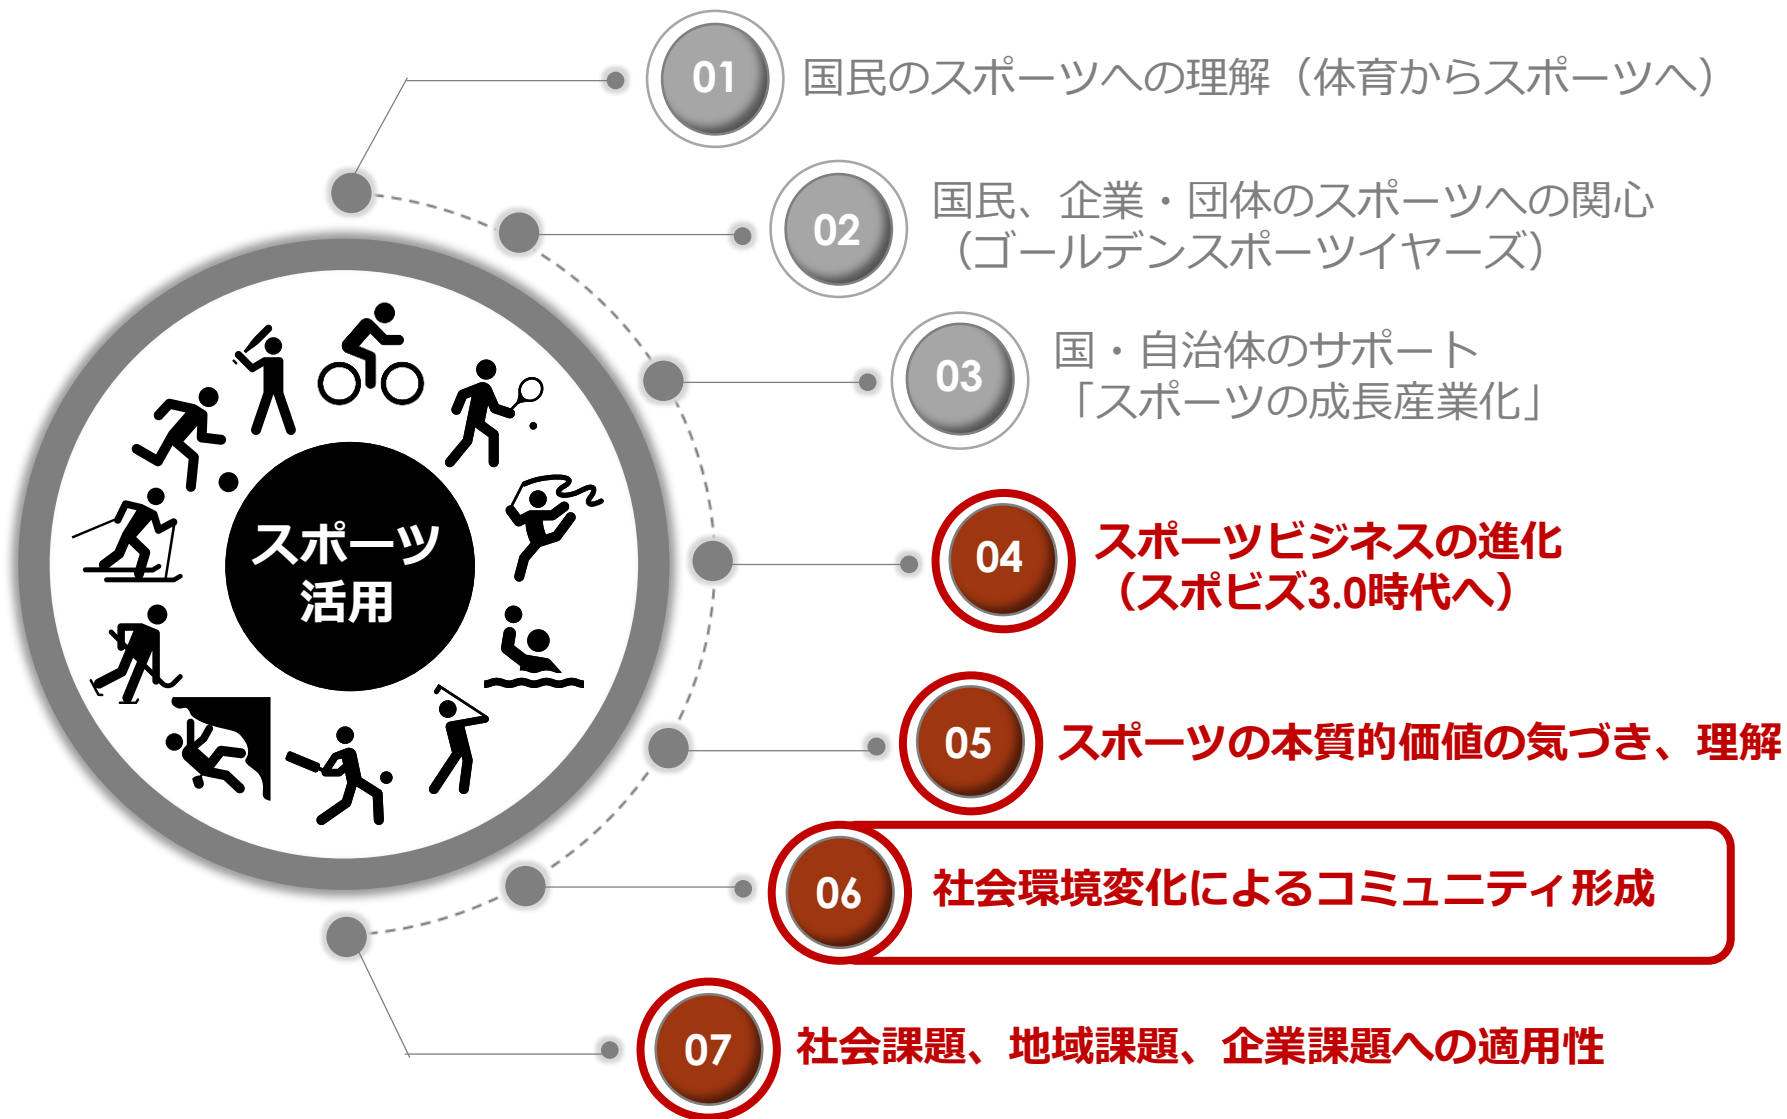 01
国民のスポーツへの理解（体育からスポーツへ）
02
国民、企業・団体のスポーツへの関心
（ゴールデンスポーツイヤーズ）
03
国・自治体のサポート
「スポーツの成長産業化」
スポーツ
活用
04
スポーツビジネスの進化
（スポビズ3.0時代へ）
05
スポーツの本質的価値の気づき、理解
06
社会環境変化によるコミュニティ形成
07
社会課題、地域課題、企業課題への適用性